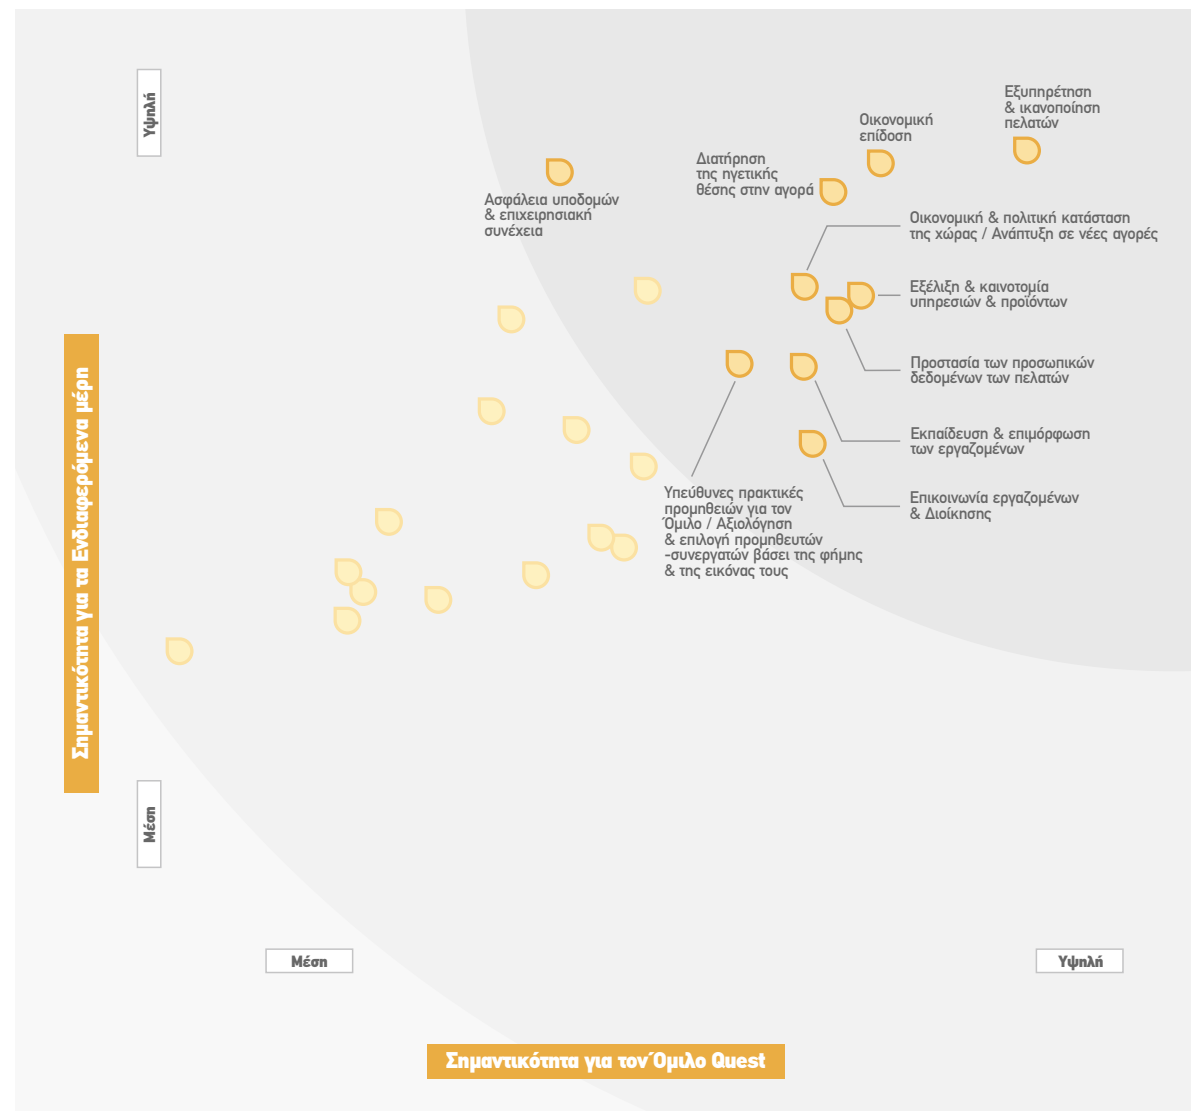 Υψηλή
Εξυπηρέτηση
& ικανοποίηση
πελατών
Οικονομική
επίδοση
Διατήρηση
της ηγετικής
θέσης στην αγορά
Ασφάλεια υποδομών
& επιχειρησιακή
συνέχεια
Οικονομική & πολιτική κατάσταση
της χώρας / Ανάπτυξη σε νέες αγορές
Εξέλιξη & καινοτομία
υπηρεσιών & προϊόντων
Προστασία των προσωπικών
δεδομένων των πελατών
Εκπαίδευση & επιμόρφωση
των εργαζομένων
Επικοινωνία εργαζομένων
& Διοίκησης
Υπεύθυνες πρακτικές
προμηθειών για τον
Όμιλο / Αξιολόγηση
& επιλογή προμηθευτών
-συνεργατών βάσει της φήμης
& της εικόνας τους
Σημαντικότητα για τα Ενδιαφερόμενα μέρη
Μέση
Μέση
Υψηλή
Σημαντικότητα για τον Όμιλο Quest